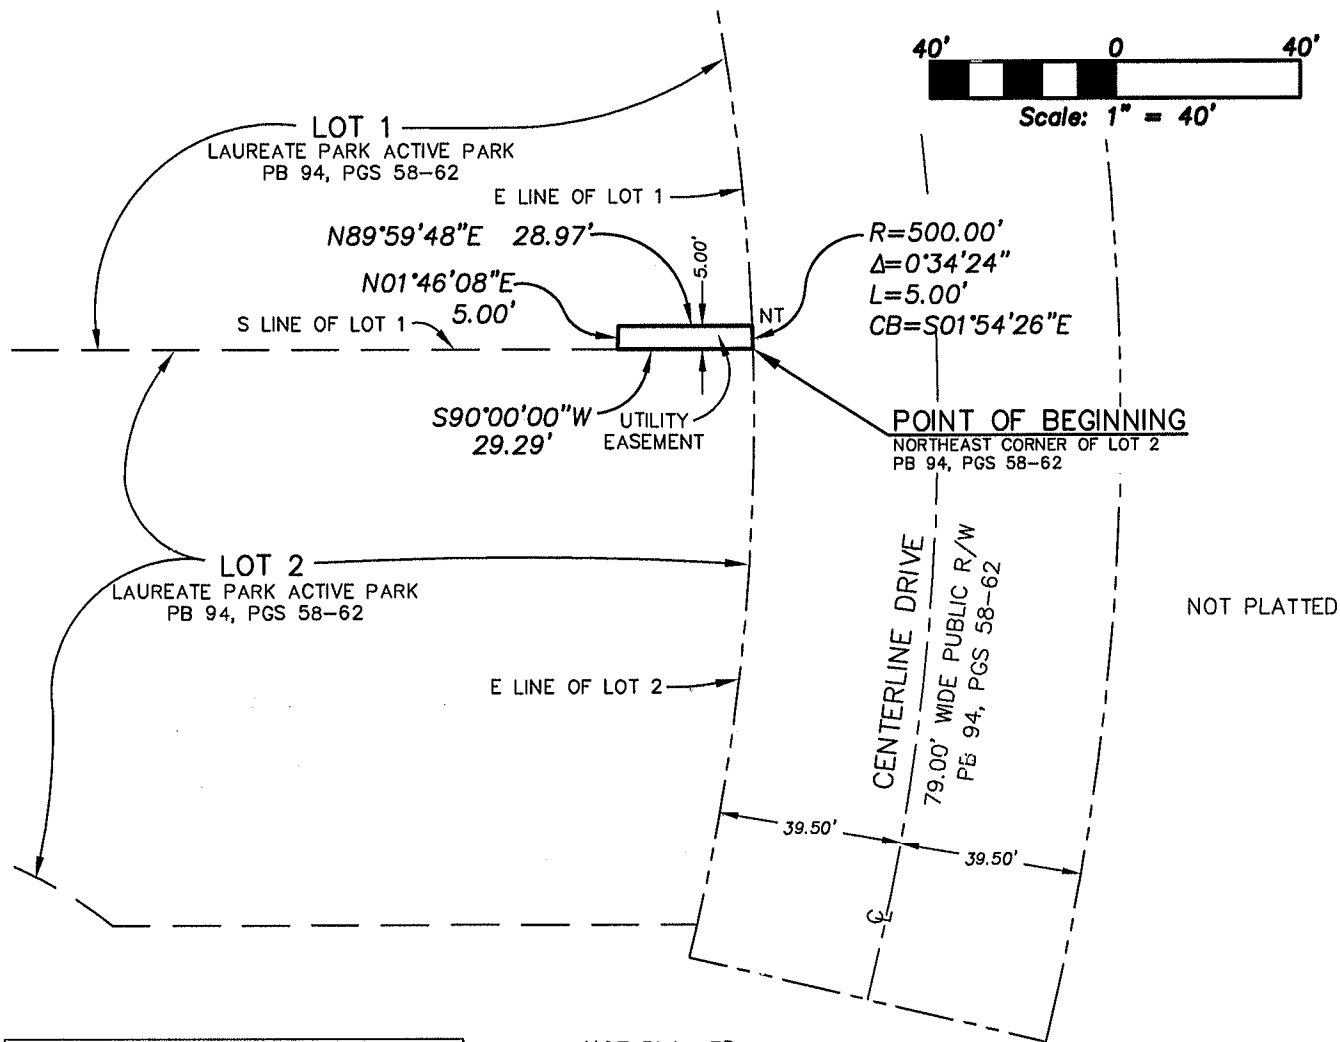 40'
0
40'
Scale: 1" = 40'
LOT 1
LAUREATE PARK ACTIVE PARK
PB 94, PGS 58-62
E LINE OF LOT 1
N89°59'48"E 28.97'
5.00'
R=500.00'
Δ=0°34'24"
L=5.00'
CB=S01°54'26"E
N01°46'08"E
5.00'
NT
S LINE OF LOT 1
S90°00'00"W
29.29'
UTILITY
EASEMENT
POINT OF BEGINNING
NORTHEAST CORNER OF LOT 2
PB 94, PGS 58-62
LOT 2
LAUREATE PARK ACTIVE PARK
PB 94, PGS 58-62
CENTERLINE DRIVE
79.00' WIDE PUBLIC R/W
PB 94, PGS 58-62
NOT PLATTED
E LINE OF LOT 2
39.50'
39.50'
CL